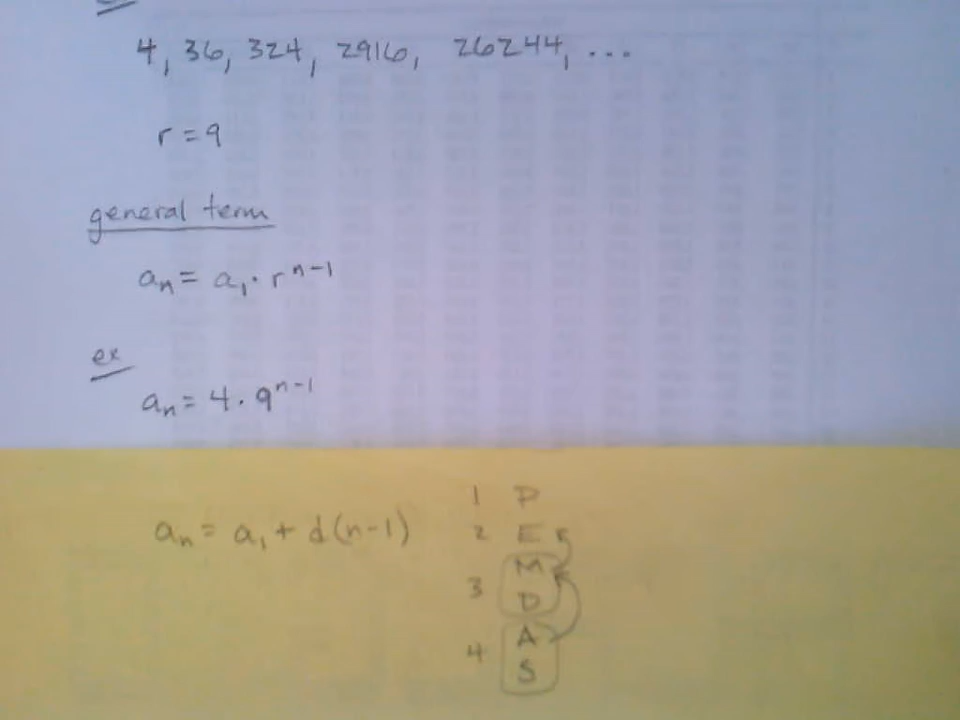 4, 36, 324, 2916, 26244, ...
r = 9
general term
aₙ = a₁ · rⁿ⁻¹
ex
aₙ = 4 · 9ⁿ⁻¹
aₙ = a₁ + d(n-1)
1 P
2 E
3 M
D
4 A
S